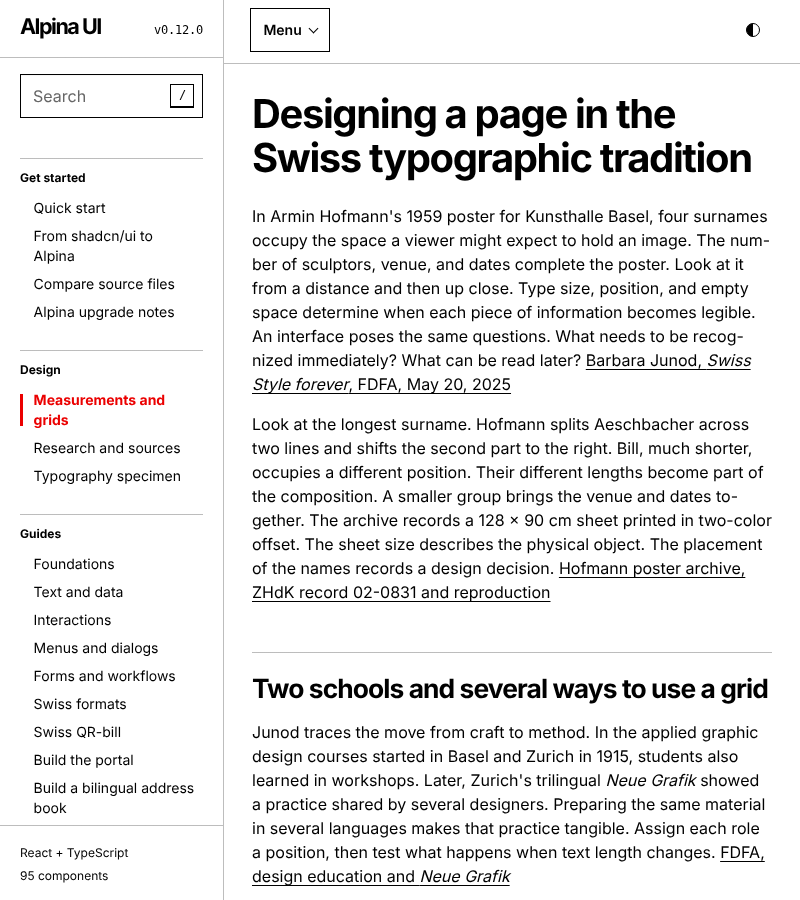 Alpina UI
v0.12.0
Search
/
Get started
Quick start
From shadcn/ui to
Alpina
Compare source files
Alpina upgrade notes
Design
Measurements and
grids
Research and sources
Typography specimen
Guides
Foundations
Text and data
Interactions
Menus and dialogs
Forms and workflows
Swiss formats
Swiss QR-bill
Build the portal
Build a bilingual address
book
React + TypeScript
95 components
Menu
Designing a page in the
Swiss typographic tradition
In Armin Hofmann's 1959 poster for Kunsthalle Basel, four surnames
occupy the space a viewer might expect to hold an image. The num-
ber of sculptors, venue, and dates complete the poster. Look at it
from a distance and then up close. Type size, position, and empty
space determine when each piece of information becomes legible.
An interface poses the same questions. What needs to be recog-
nized immediately? What can be read later? Barbara Junod, Swiss
Style forever, FDFA, May 20, 2025
Look at the longest surname. Hofmann splits Aeschbacher across
two lines and shifts the second part to the right. Bill, much shorter,
occupies a different position. Their different lengths become part of
the composition. A smaller group brings the venue and dates to-
gether. The archive records a 128 × 90 cm sheet printed in two-color
offset. The sheet size describes the physical object. The placement
of the names records a design decision. Hofmann poster archive,
ZHdK record 02-0831 and reproduction
Two schools and several ways to use a grid
Junod traces the move from craft to method. In the applied graphic
design courses started in Basel and Zurich in 1915, students also
learned in workshops. Later, Zurich's trilingual Neue Grafik showed
a practice shared by several designers. Preparing the same material
in several languages makes that practice tangible. Assign each role
a position, then test what happens when text length changes. FDFA,
design education and Neue Grafik